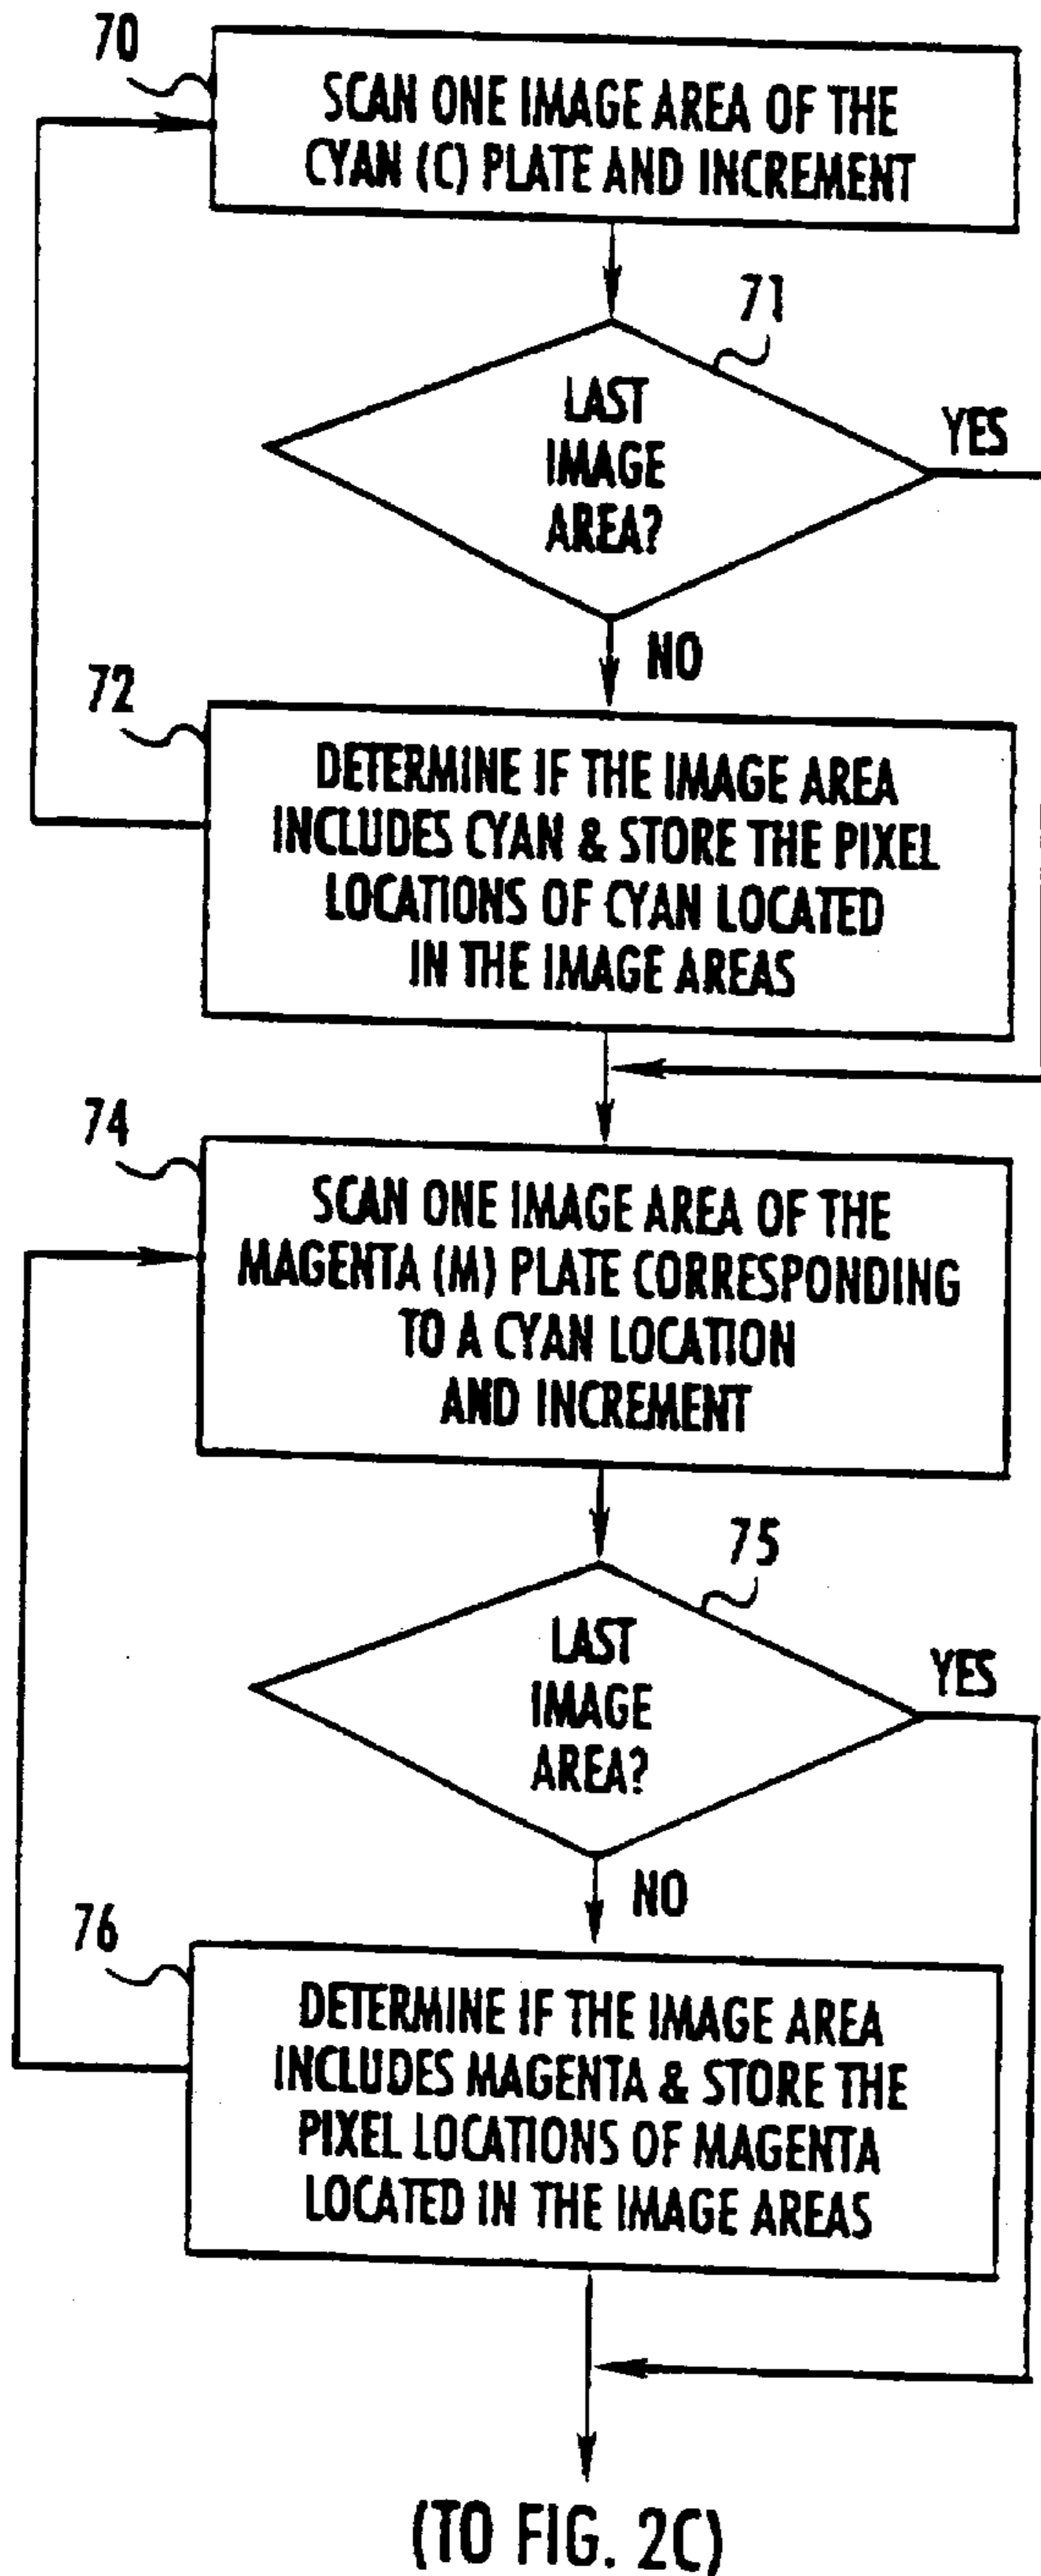 70
SCAN ONE IMAGE AREA OF THE
CYAN (C) PLATE AND INCREMENT
71
LAST
IMAGE
AREA?
YES
NO
72
DETERMINE IF THE IMAGE AREA
INCLUDES CYAN & STORE THE PIXEL
LOCATIONS OF CYAN LOCATED
IN THE IMAGE AREAS
74
SCAN ONE IMAGE AREA OF THE
MAGENTA (M) PLATE CORRESPONDING
TO A CYAN LOCATION
AND INCREMENT
75
LAST
IMAGE
AREA?
YES
NO
76
DETERMINE IF THE IMAGE AREA
INCLUDES MAGENTA & STORE THE
PIXEL LOCATIONS OF MAGENTA
LOCATED IN THE IMAGE AREAS
(TO FIG. 2C)